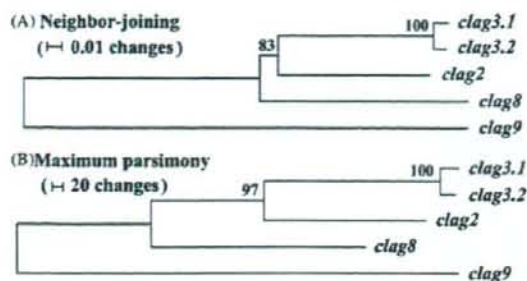 (A) Neighbor-joining
(⊢⊣ 0.01 changes)
100
clag3.1
clag3.2
83
clag2
clag8
clag9
(B)Maximum parsimony
(⊢⊣ 20 changes)
100
clag3.1
clag3.2
97
clag2
clag8
clag9